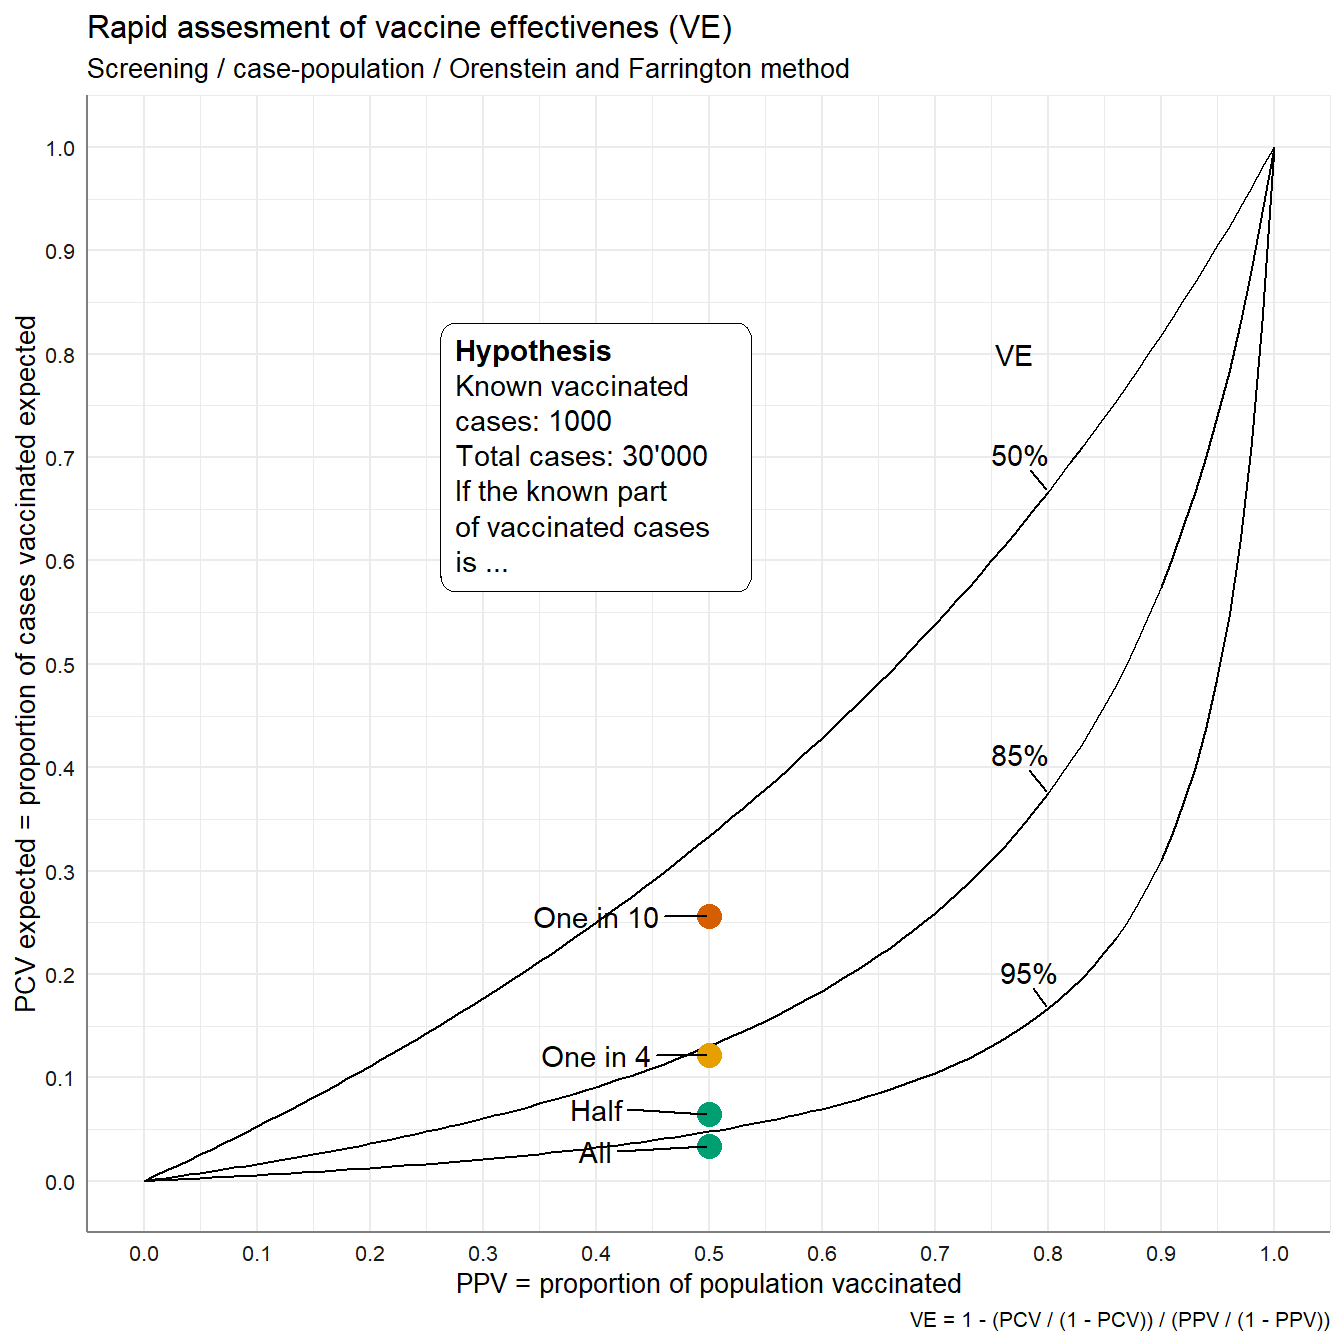 Rapid assesment of vaccine effectivenes (VE)
Screening / case-population / Orenstein and Farrington method
PCV expected = proportion of cases vaccinated expected
1.0
0.9
0.8
0.7
0.6
0.5
0.4
0.3
0.2
0.1
0.0
Hypothesis
Known vaccinated
cases: 1000
Total cases: 30'000
If the known part
of vaccinated cases
is ...
VE
50%
85%
95%
One in 10
One in 4
Half
All
0.0 0.1 0.2 0.3 0.4 0.5 0.6 0.7 0.8 0.9 1.0
PPV = proportion of population vaccinated
VE = 1 - (PCV / (1 - PCV)) / (PPV / (1 - PPV))